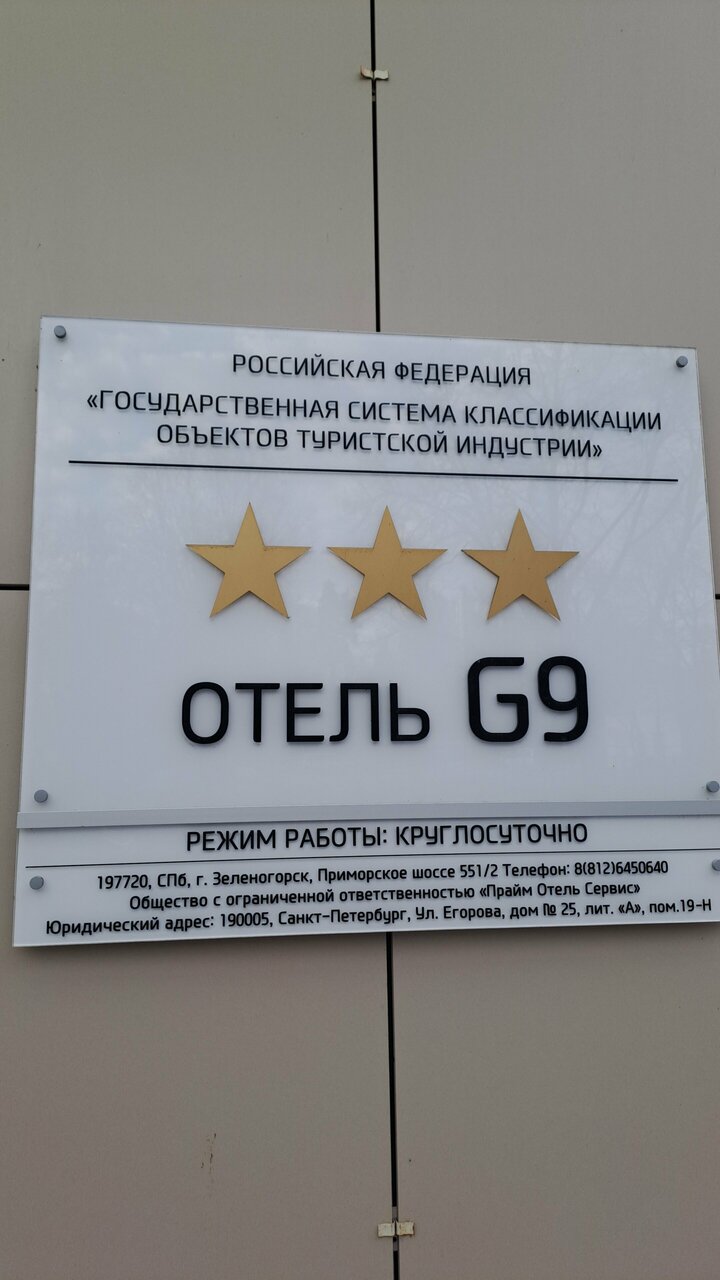 РОССИЙСКАЯ ФЕДЕРАЦИЯ
«ГОСУДАРСТВЕННАЯ СИСТЕМА КЛАССИФИКАЦИИ
ОБЪЕКТОВ ТУРИСТСКОЙ ИНДУСТРИИ»
ОТЕЛЬ G9
РЕЖИМ РАБОТЫ: КРУГЛОСУТОЧНО
197720, СПб, г. Зеленогорск, Приморское шоссе 551/2 Телефон: 8(812)6450640
Общество с ограниченной ответственностью «Прайм Отель Сервис»
Юридический адрес: 190005, Санкт-Петербург, Ул. Егорова, дом № 25, лит. «А», пом.19-Н